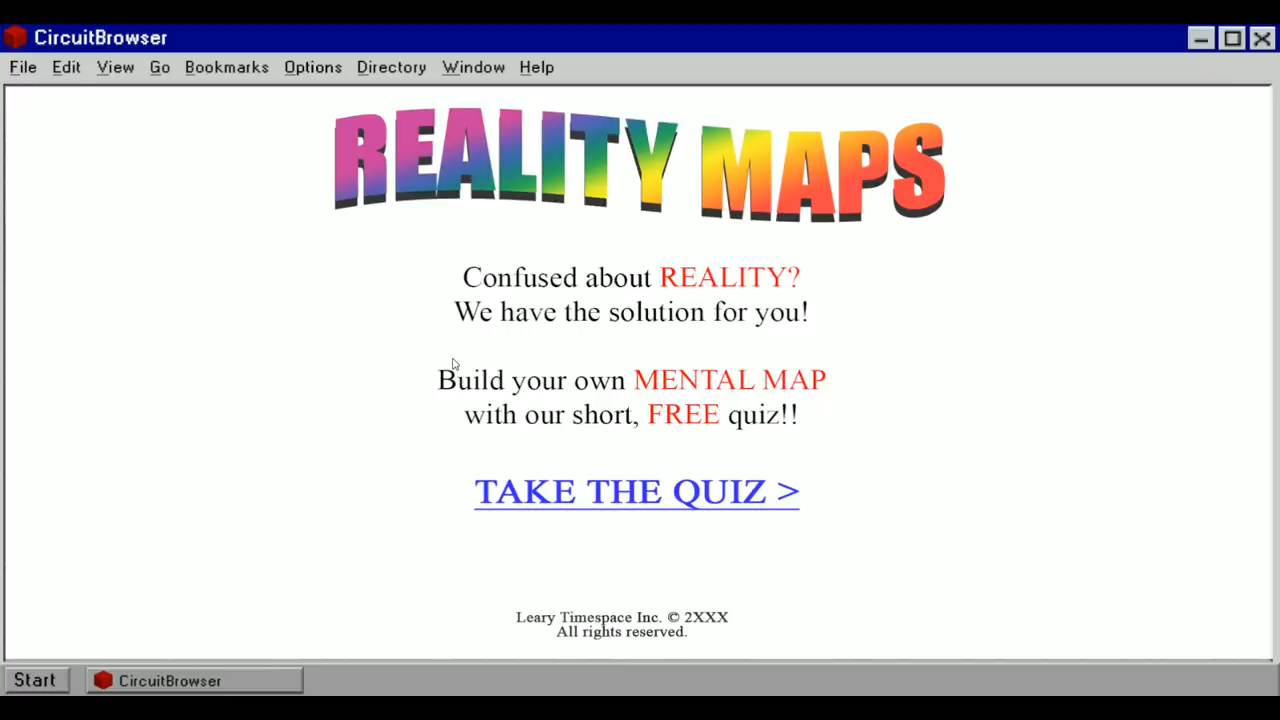 CircuitBrowser
File Edit View Go Bookmarks Options Directory Window Help
REALITY MAPS
Confused about REALITY?
We have the solution for you!
Build your own MENTAL MAP
with our short, FREE quiz!!
TAKE THE QUIZ >
Leary Timespace Inc. © 2XXX
All rights reserved.
Start CircuitBrowser